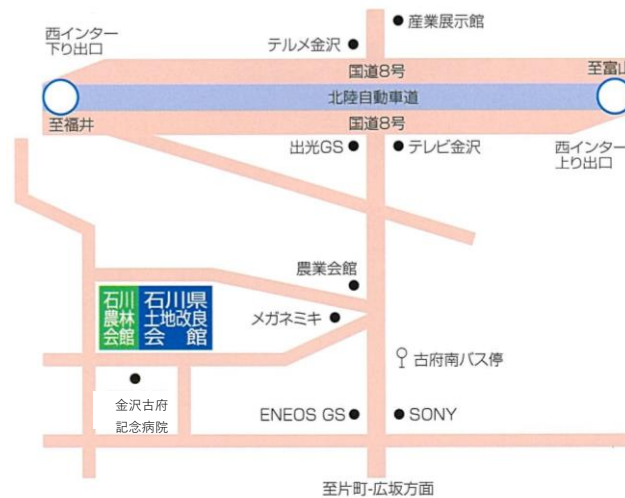 産業展示館
西インター
下り出口
テルメ金沢
国道8号
至富山
北陸自動車道
至福井
国道8号
出光GS
テレビ金沢
西インター
上り出口
農業会館
石川
農林
会館
石川県
土地改良
会館
メガネミキ
古府南バス停
金沢古府
記念病院
ENEOS GS
SONY
至片町-広坂方面